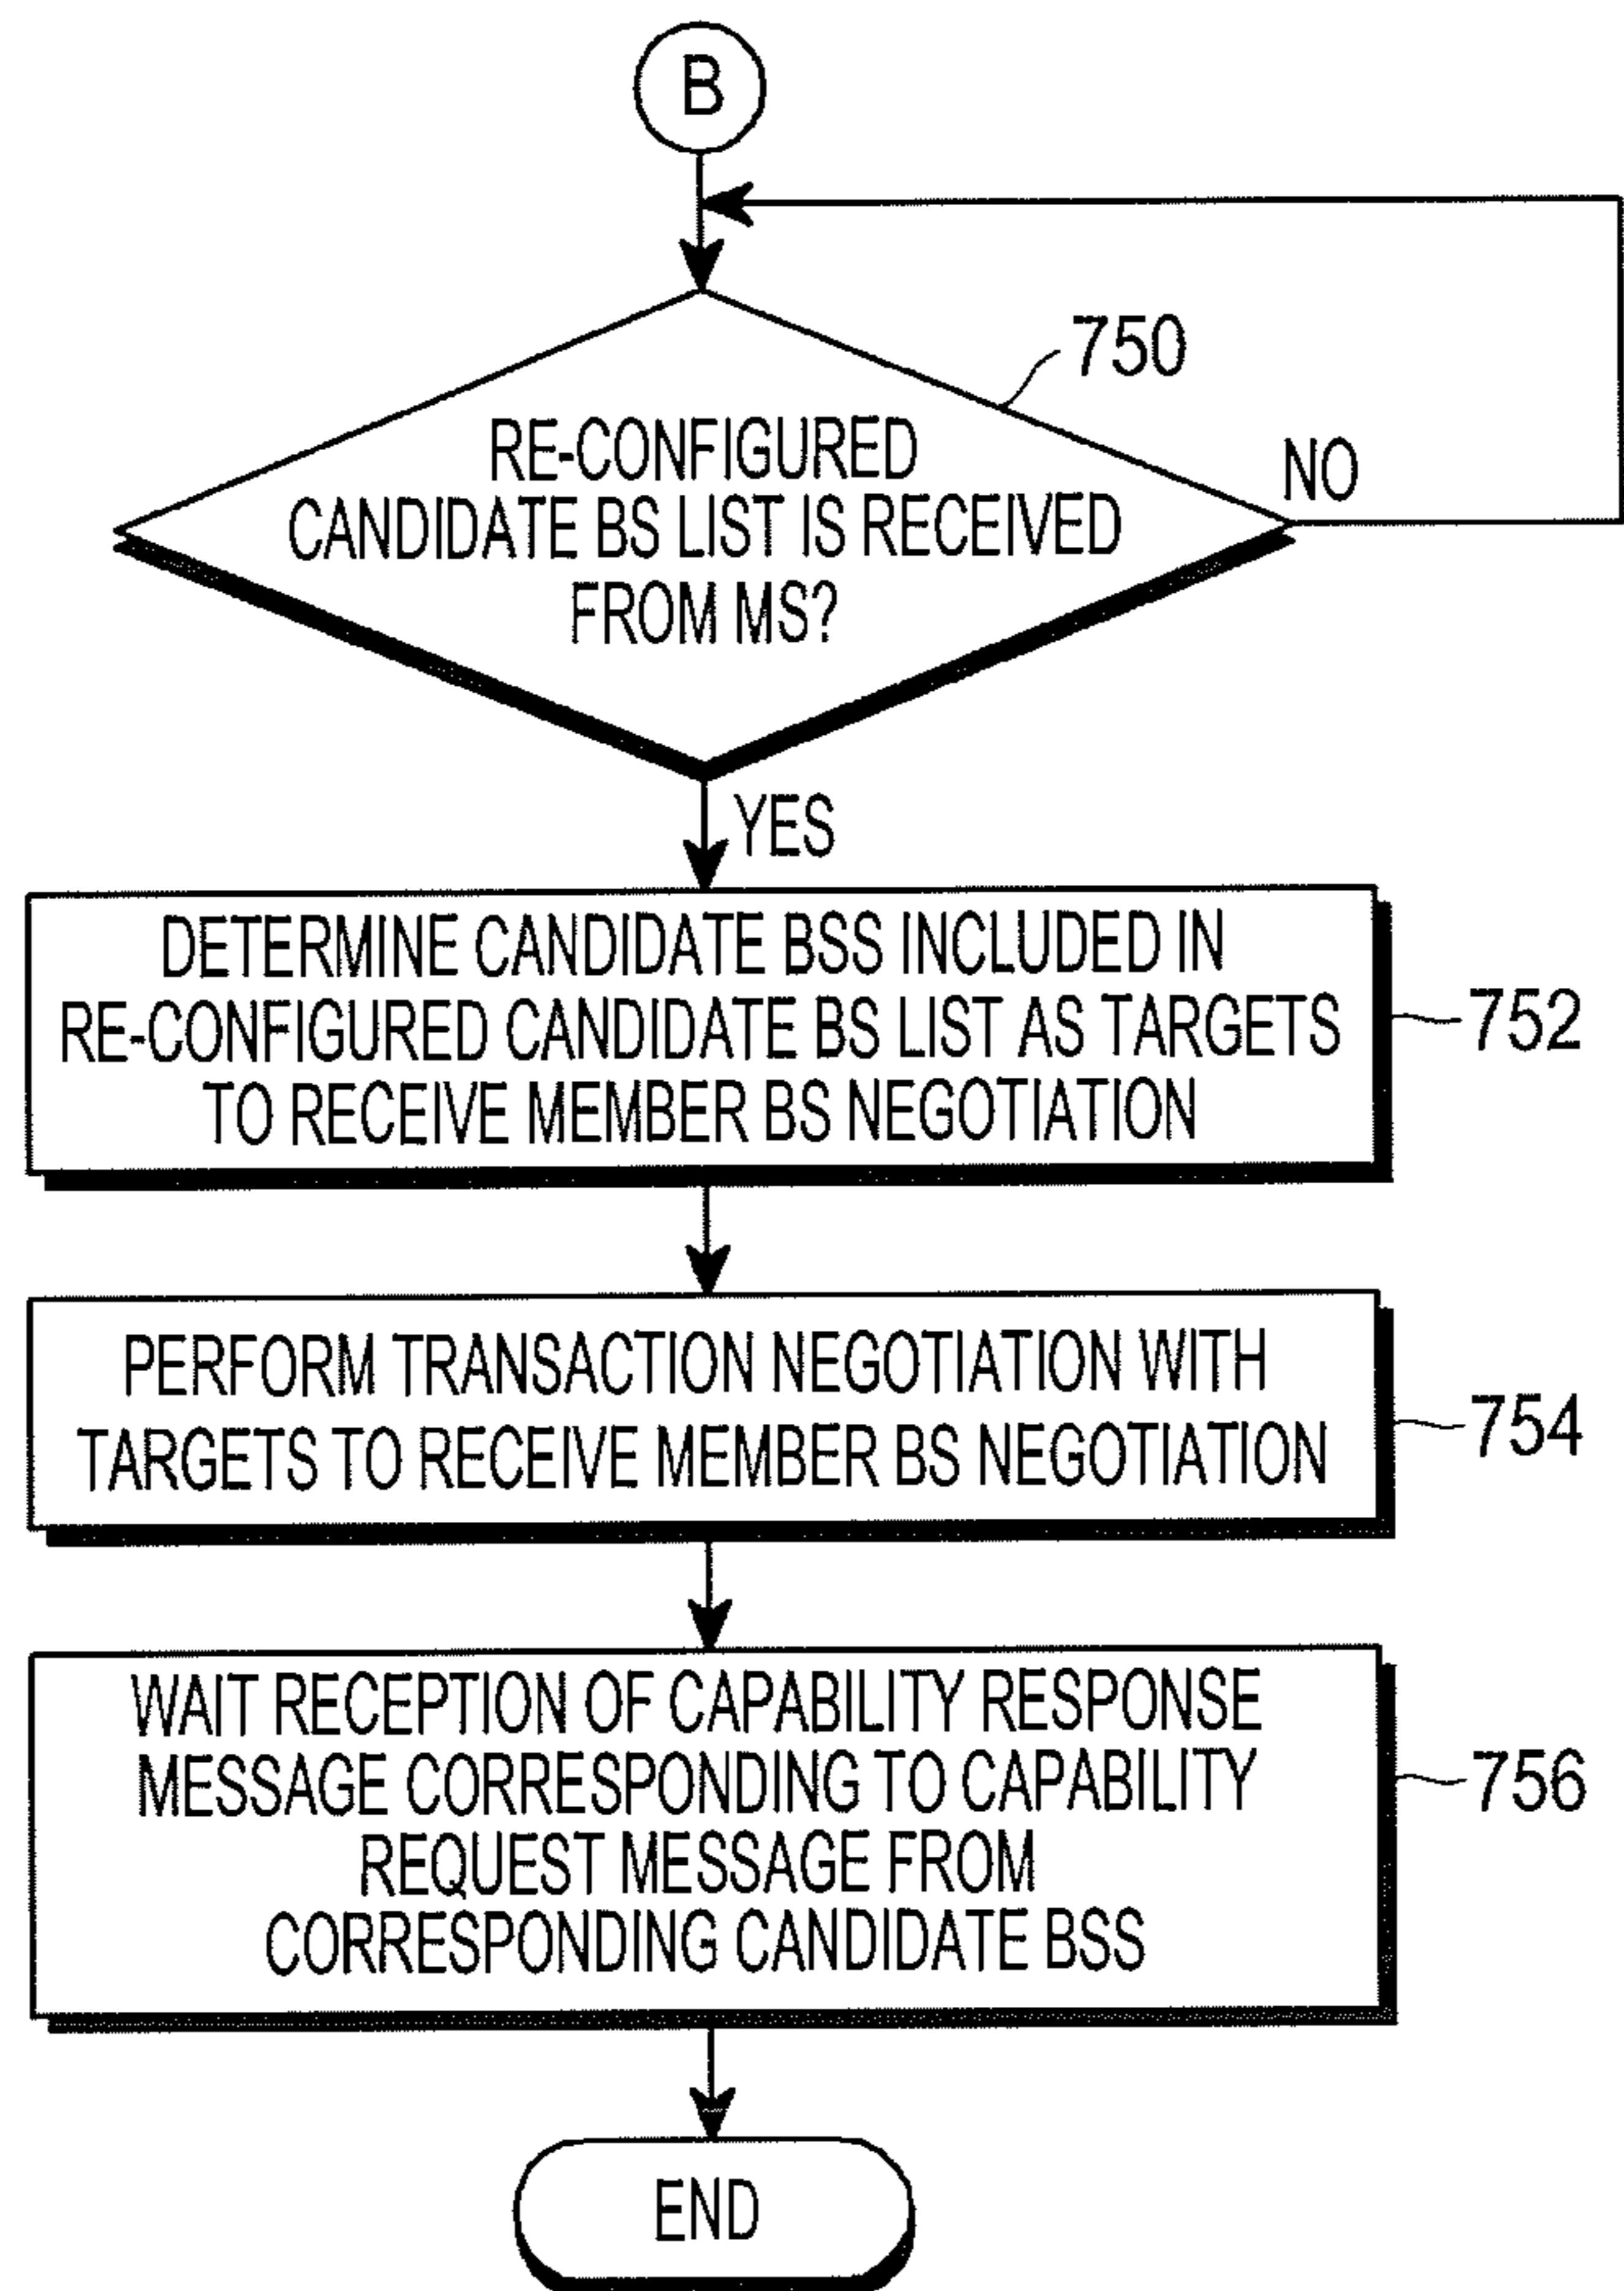 B
750
RE-CONFIGURED
CANDIDATE BS LIST IS RECEIVED
FROM MS?
NO
YES
DETERMINE CANDIDATE BSS INCLUDED IN
RE-CONFIGURED CANDIDATE BS LIST AS TARGETS
TO RECEIVE MEMBER BS NEGOTIATION
752
PERFORM TRANSACTION NEGOTIATION WITH
TARGETS TO RECEIVE MEMBER BS NEGOTIATION
754
WAIT RECEPTION OF CAPABILITY RESPONSE
MESSAGE CORRESPONDING TO CAPABILITY
REQUEST MESSAGE FROM
CORRESPONDING CANDIDATE BSS
756
END